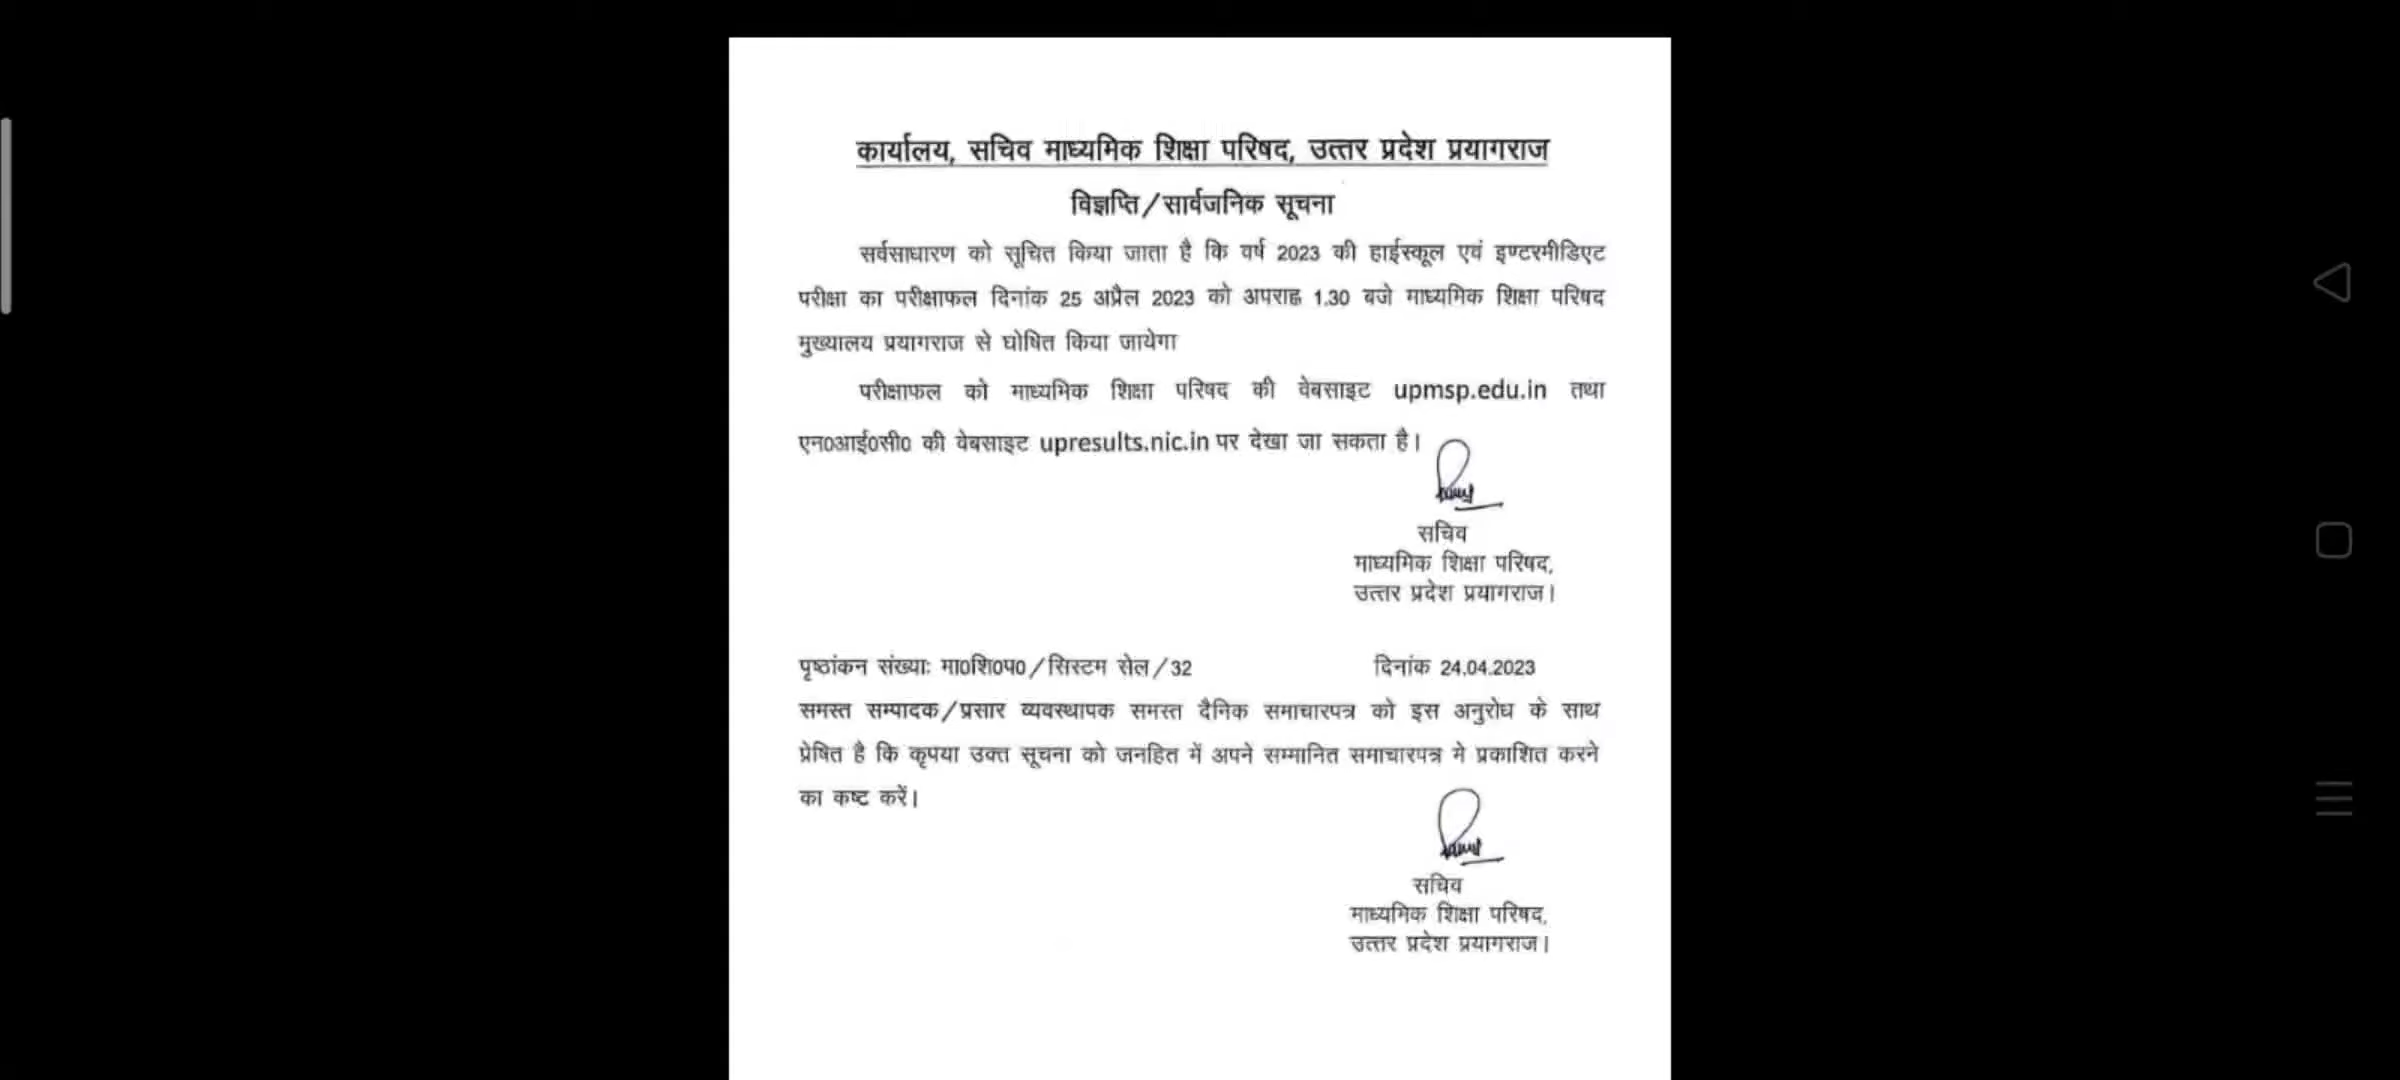 कार्यालय, सचिव माध्यमिक शिक्षा परिषद, उत्तर प्रदेश प्रयागराज
विज्ञप्ति/सार्वजनिक सूचना
सर्वसाधारण को सूचित किया जाता है कि वर्ष 2023 की हाईस्कूल एवं इण्टरमीडिएट
परीक्षा का परीक्षाफल दिनांक 25 अप्रैल 2023 को अपराह्न 1.30 बजे माध्यमिक शिक्षा परिषद
मुख्यालय प्रयागराज से घोषित किया जायेगा
परीक्षाफल को माध्यमिक शिक्षा परिषद की वेबसाइट upmsp.edu.in तथा
एन0आई0सी0 की वेबसाइट upresults.nic.in पर देखा जा सकता है।
सचिव
माध्यमिक शिक्षा परिषद,
उत्तर प्रदेश प्रयागराज।
पृष्ठांकन संख्याः मा0शि0प0/सिस्टम सेल/32 दिनांक 24.04.2023
समस्त सम्पादक/प्रसार व्यवस्थापक समस्त दैनिक समाचारपत्र को इस अनुरोध के साथ
प्रेषित है कि कृपया उक्त सूचना को जनहित में अपने सम्मानित समाचारपत्र मे प्रकाशित करने
का कष्ट करें।
सचिव
माध्यमिक शिक्षा परिषद,
उत्तर प्रदेश प्रयागराज।